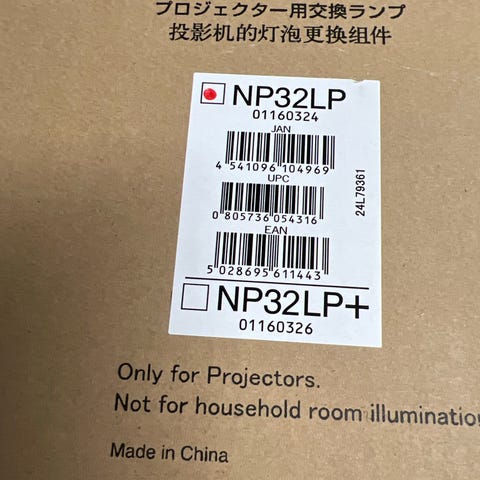 プロジェクター用交換ランプ
投影机的灯泡更换组件
NP32LP
01160324
JAN
4 541096 104969
UPC
0 805736 054316
EAN
5 028695 611443
24L79361
NP32LP+
01160326
Only for Projectors.
Not for household room illumination
Made in China